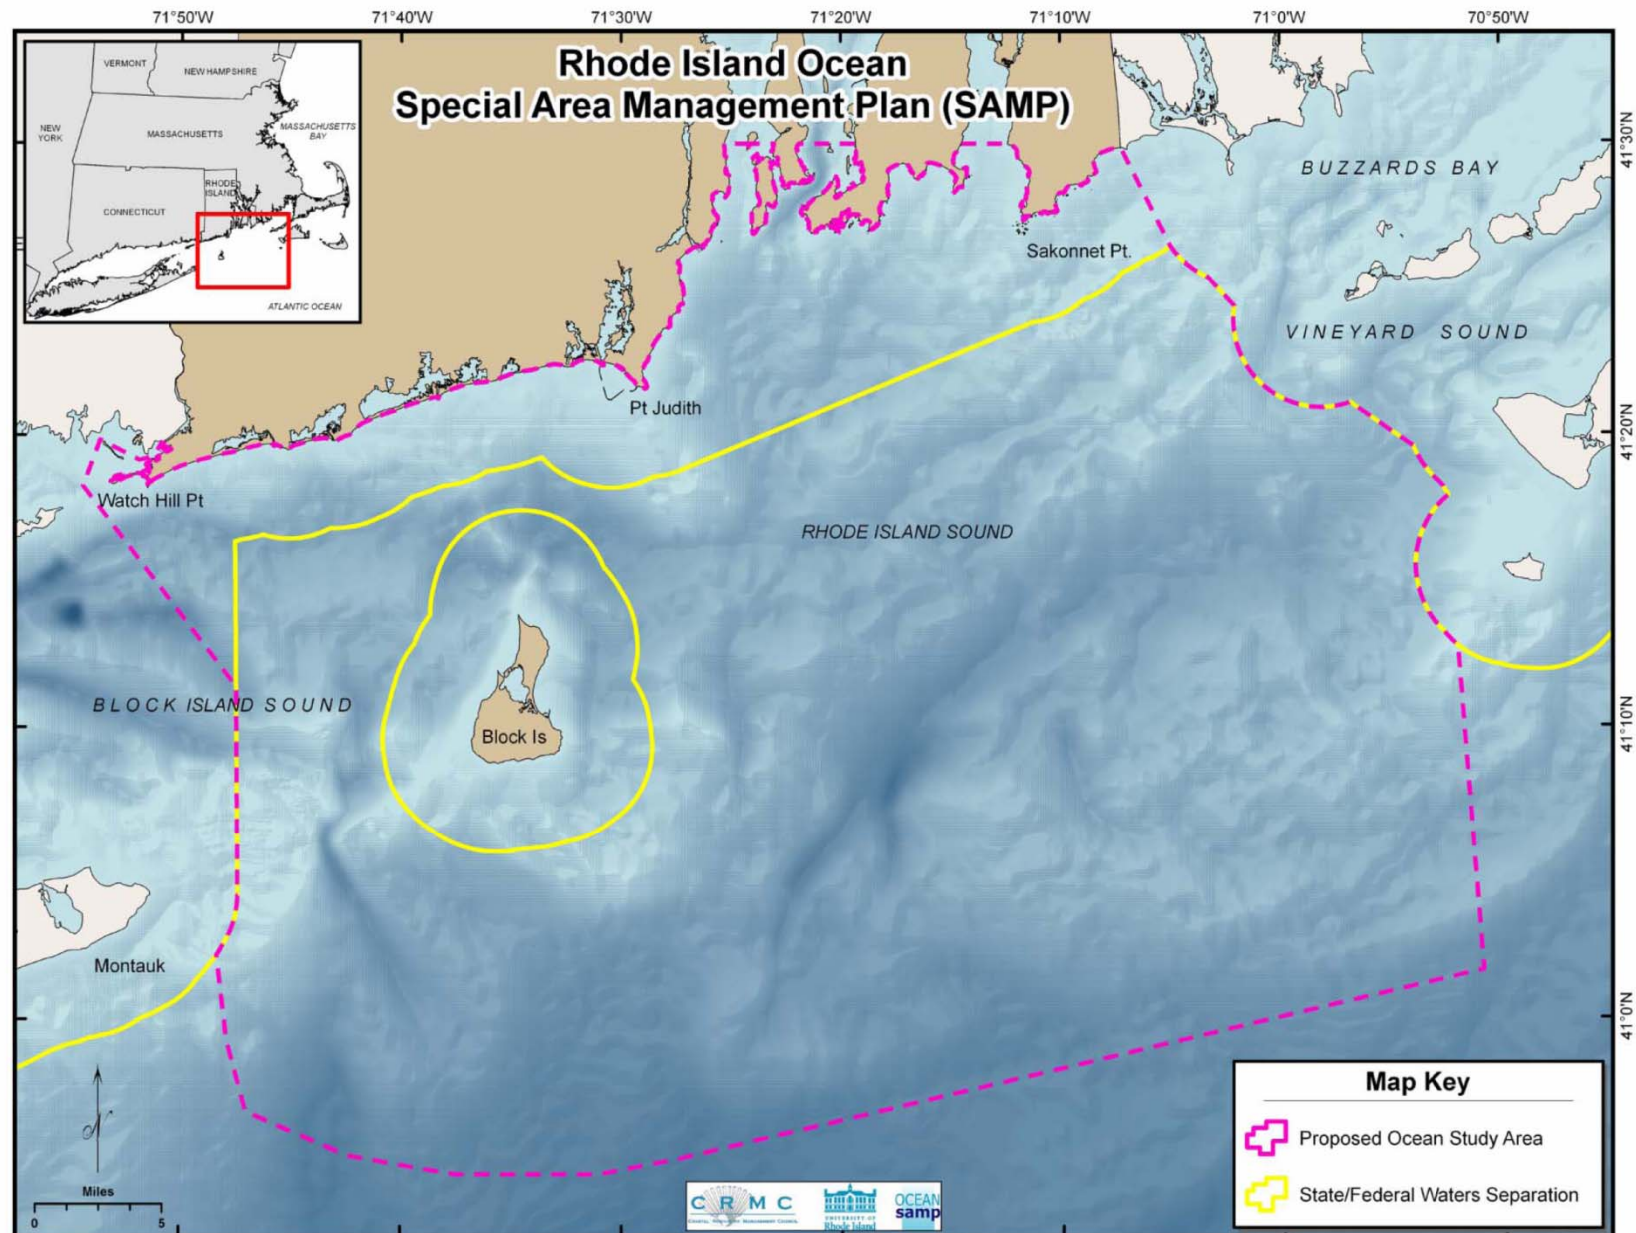 71°50'W
71°40'W
71°30'W
71°20'W
71°10'W
71°0'W
70°50'W
Rhode Island Ocean
Special Area Management Plan (SAMP)
VERMONT
NEW HAMPSHIRE
NEW
YORK
MASSACHUSETTS
MASSACHUSETTS
BAY
RHODE
ISLAND
CONNECTICUT
ATLANTIC OCEAN
41°30'N
BUZZARDS BAY
Sakonnet Pt.
VINEYARD SOUND
Pt Judith
41°20'N
Watch Hill Pt
RHODE ISLAND SOUND
BLOCK ISLAND SOUND
41°10'N
Block Is
Montauk
41°0'N
N
Miles
0
5
Map Key
Proposed Ocean Study Area
State/Federal Waters Separation
CRMC
UNIVERSITY OF
Rhode Island
OCEAN
samp